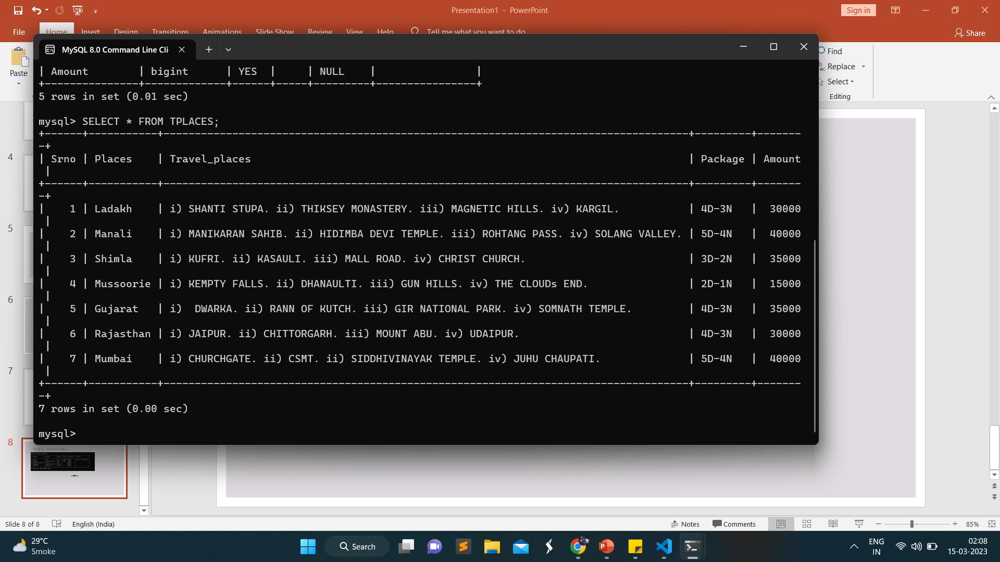 Presentation1 - PowerPoint
Sign in
File Home Insert Design Transitions Animations Slide Show Review View Help Tell me what you want to do
Share
Paste
Find
Replace
Select
Editing
MySQL 8.0 Command Line Cli
| Amount | bigint | YES | | NULL | |
+---------------+-------------+------+-----+---------+----------------+
5 rows in set (0.01 sec)
mysql> SELECT * FROM TPLACES;
+------+-----------+------------------------------------------------------------------------------------+---------+-------
-+
| Srno | Places | Travel_places | Package | Amount
|
+------+-----------+------------------------------------------------------------------------------------+---------+-------
-+
| 1 | Ladakh | i) SHANTI STUPA. ii) THIKSEY MONASTERY. iii) MAGNETIC HILLS. iv) KARGIL. | 4D-3N | 30000
|
| 2 | Manali | i) MANIKARAN SAHIB. ii) HIDIMBA DEVI TEMPLE. iii) ROHTANG PASS. iv) SOLANG VALLEY. | 5D-4N | 40000
|
| 3 | Shimla | i) KUFRI. ii) KASAULI. iii) MALL ROAD. iv) CHRIST CHURCH. | 3D-2N | 35000
|
| 4 | Mussoorie | i) KEMPTY FALLS. ii) DHANAULTI. iii) GUN HILLS. iv) THE CLOUDs END. | 2D-1N | 15000
|
| 5 | Gujarat | i)  DWARKA. ii) RANN OF KUTCH. iii) GIR NATIONAL PARK. iv) SOMNATH TEMPLE. | 4D-3N | 35000
|
| 6 | Rajasthan | i) JAIPUR. ii) CHITTORGARH. iii) MOUNT ABU. iv) UDAIPUR. | 4D-3N | 30000
|
| 7 | Mumbai | i) CHURCHGATE. ii) CSMT. ii) SIDDHIVINAYAK TEMPLE. iv) JUHU CHAUPATI. | 5D-4N | 40000
|
+------+-----------+------------------------------------------------------------------------------------+---------+-------
-+
7 rows in set (0.00 sec)
mysql>
4
5
6
7
8
TRAVEL PLACES TABLE
Slide 8 of 8 English (India) Notes Comments 85%
29°C
Smoke
Search
ENG
IN
02:08
15-03-2023